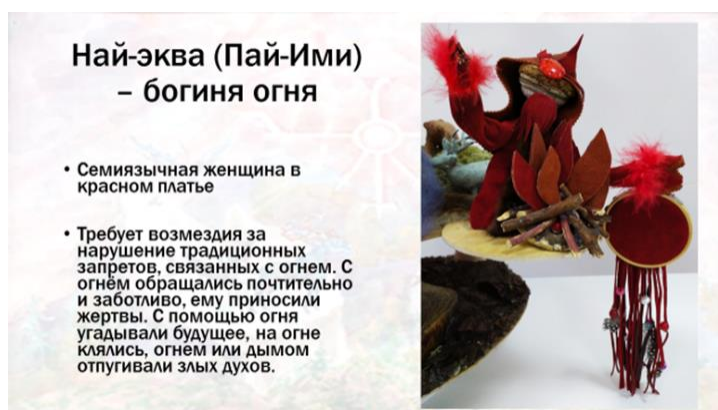 Най-эква (Пай-Ими)
– богиня огня
• Семиязычная женщина в
красном платье
• Требует возмездия за
нарушение традиционных
запретов, связанных с огнем. С
огнём обращались почтительно
и заботливо, ему приносили
жертвы. С помощью огня
угадывали будущее, на огне
клялись, огнем или дымом
отпугивали злых духов.